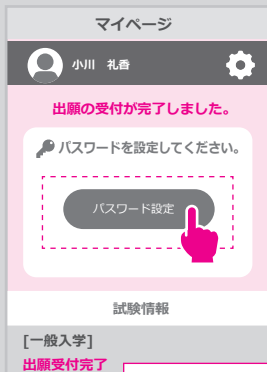 マイページ
小川 礼香
出願の受付が完了しました。
パスワードを設定してください。
パスワード設定
試験情報
[一般入学]
出願受付完了